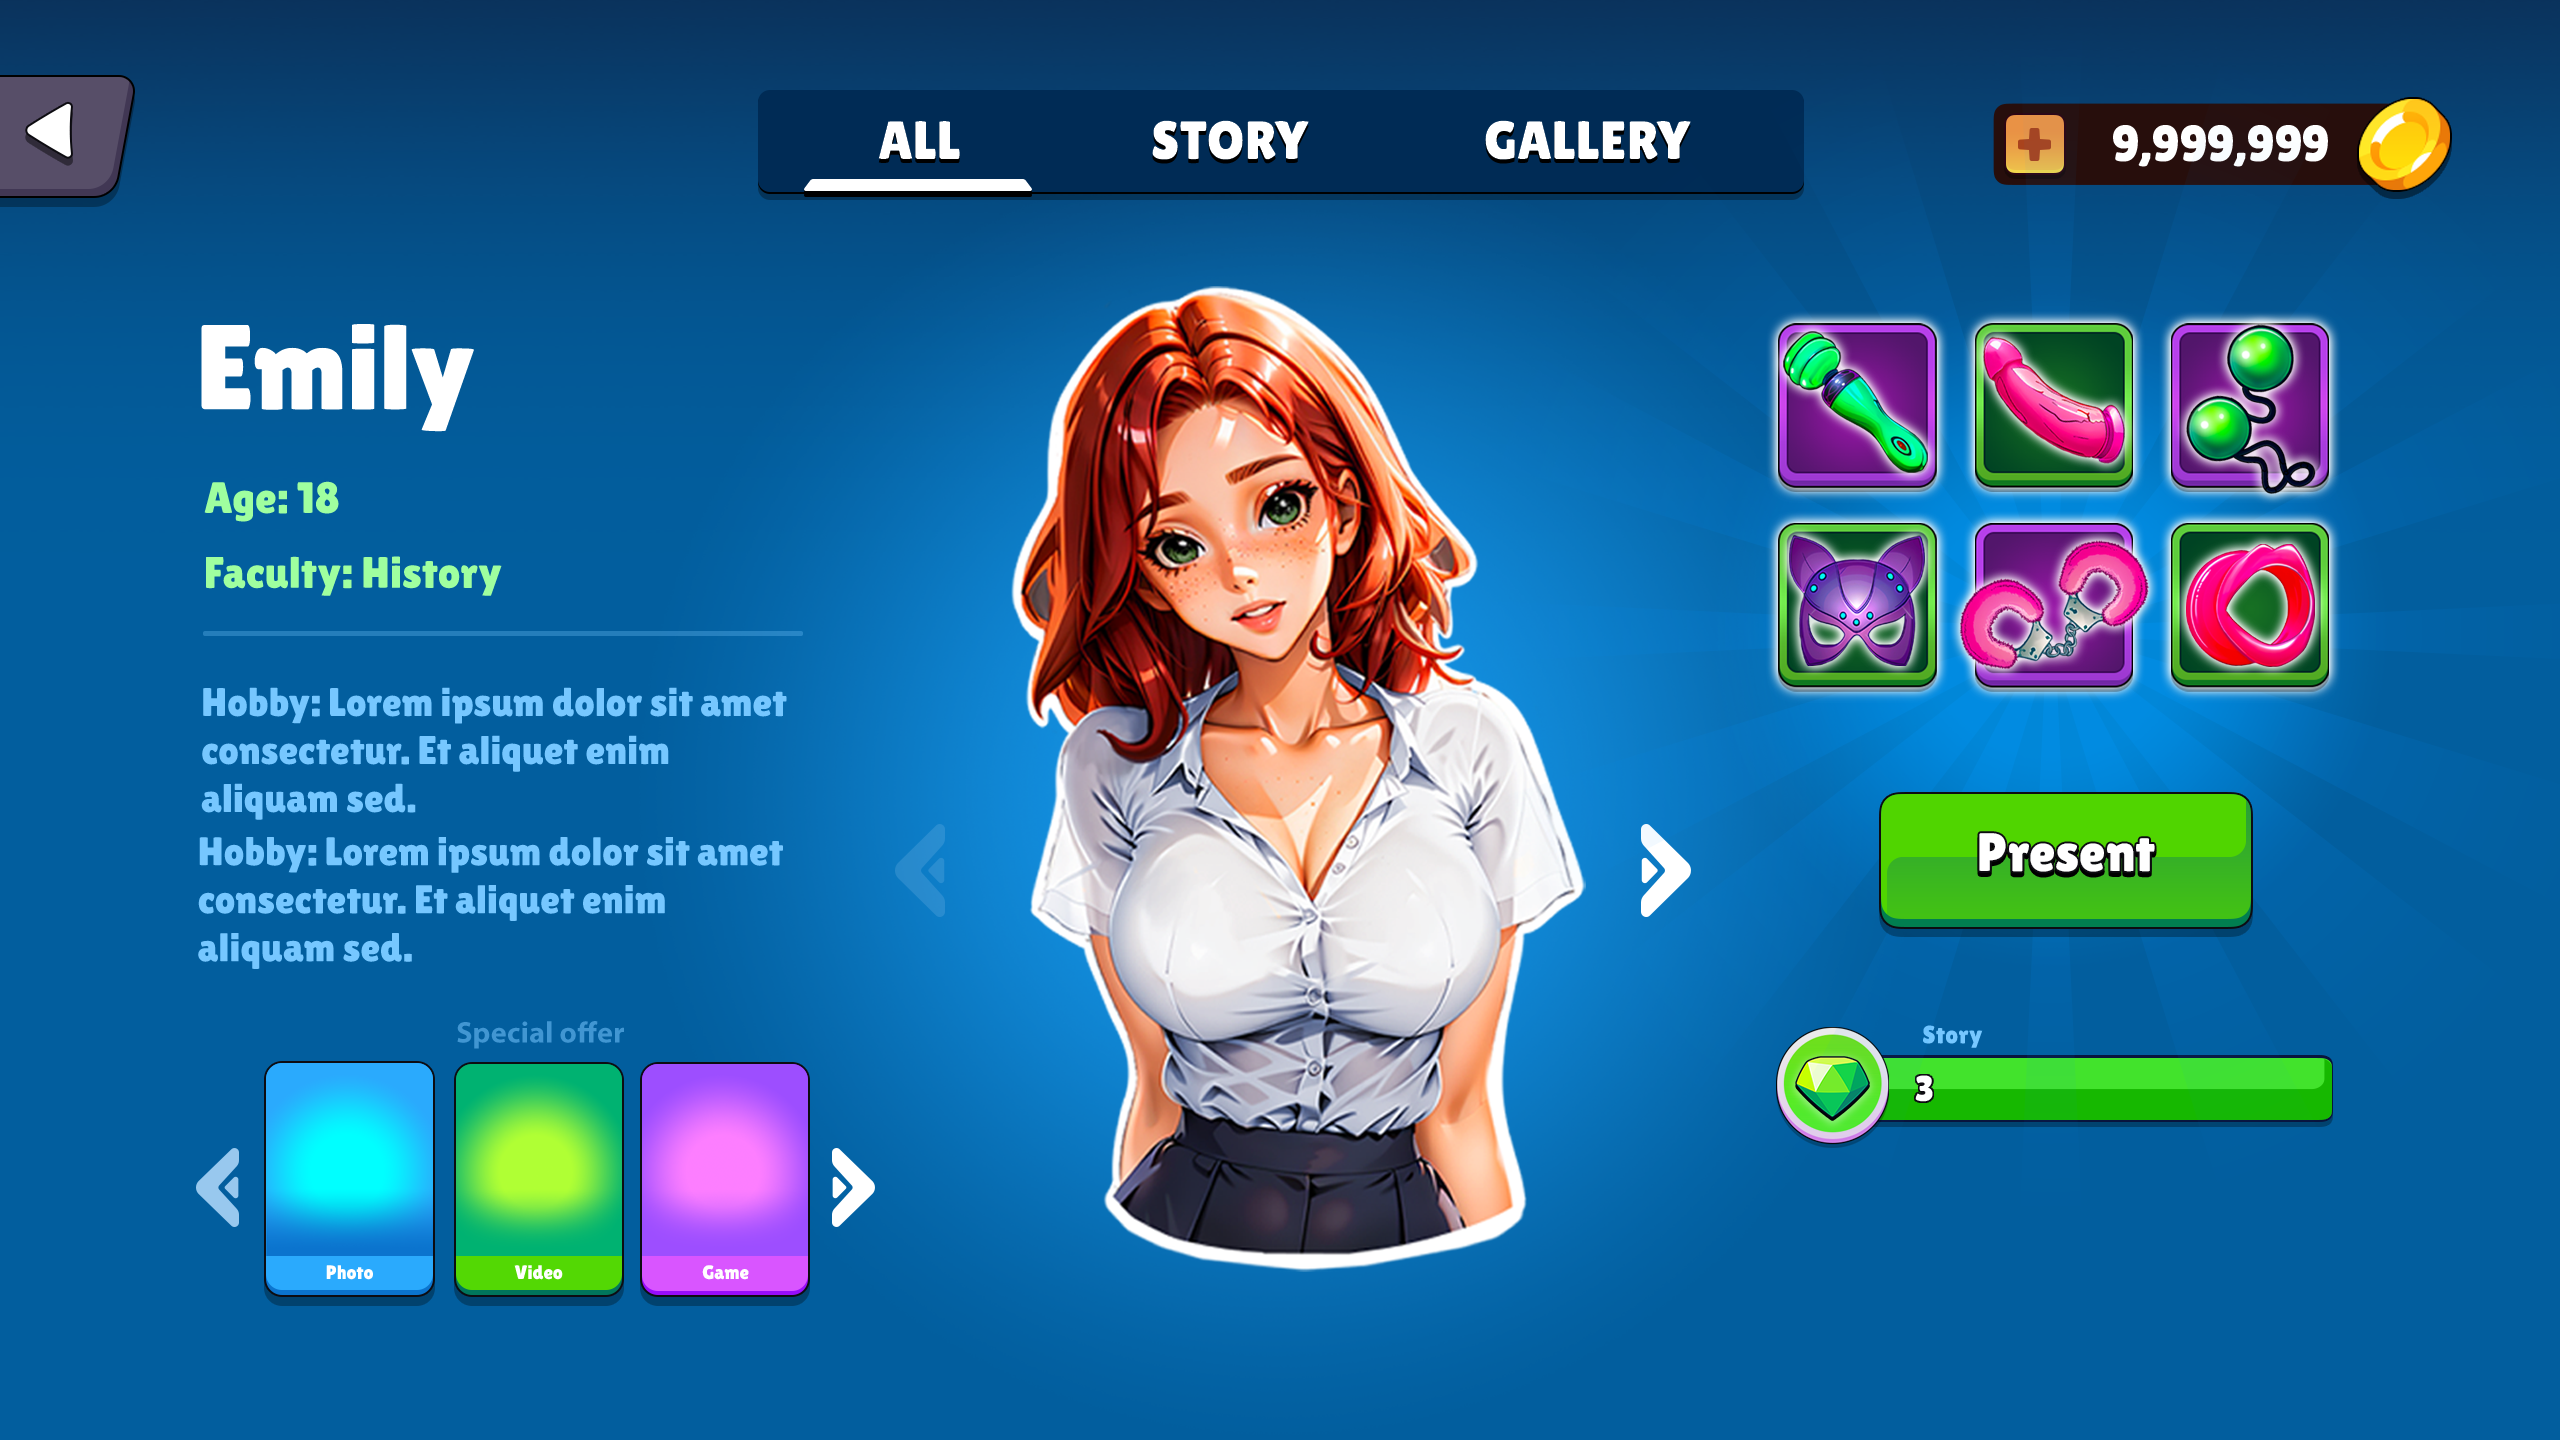 ALL
STORY
GALLERY
9,999,999
Emily
Age: 18
Faculty: History
Hobby: Lorem ipsum dolor sit amet
consectetur. Et aliquet enim
aliquam sed.
Hobby: Lorem ipsum dolor sit amet
consectetur. Et aliquet enim
aliquam sed.
Special offer
Photo
Video
Game
Present
Story
3